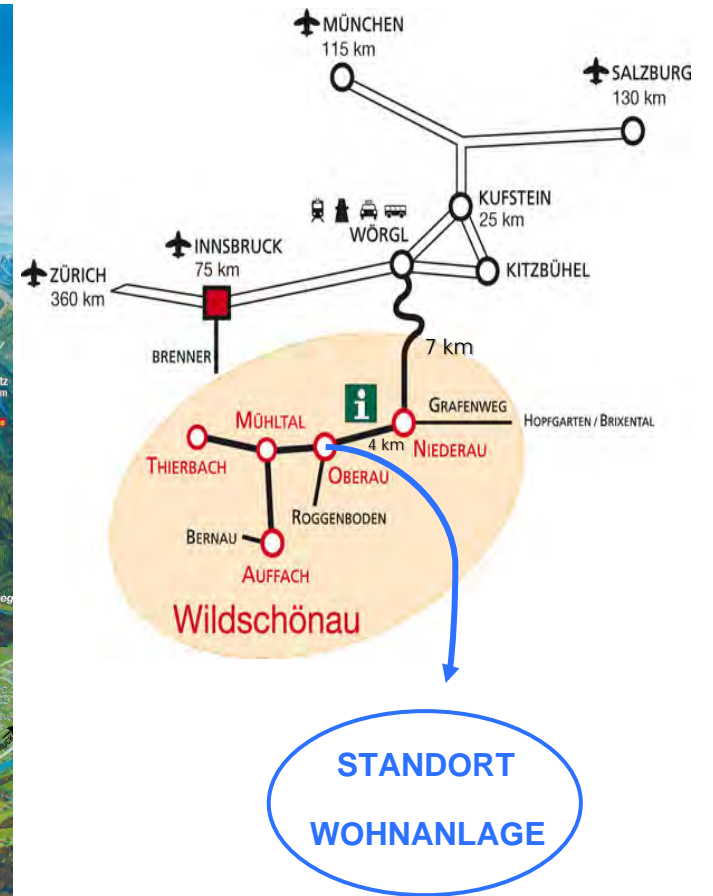 MÜNCHEN
115 km
SALZBURG
130 km
KUFSTEIN
25 km
WÖRGL
KITZBÜHEL
INNSBRUCK
75 km
ZÜRICH
360 km
BRENNER
7 km
i
GRAFENWEG
HOPFGARTEN / BRIXENTAL
MÜHLTAL
4 km
NIEDERAU
THIERBACH
OBERAU
ROGGENBODEN
BERNAU
AUFFACH
Wildschönau
STANDORT
WOHNANLAGE